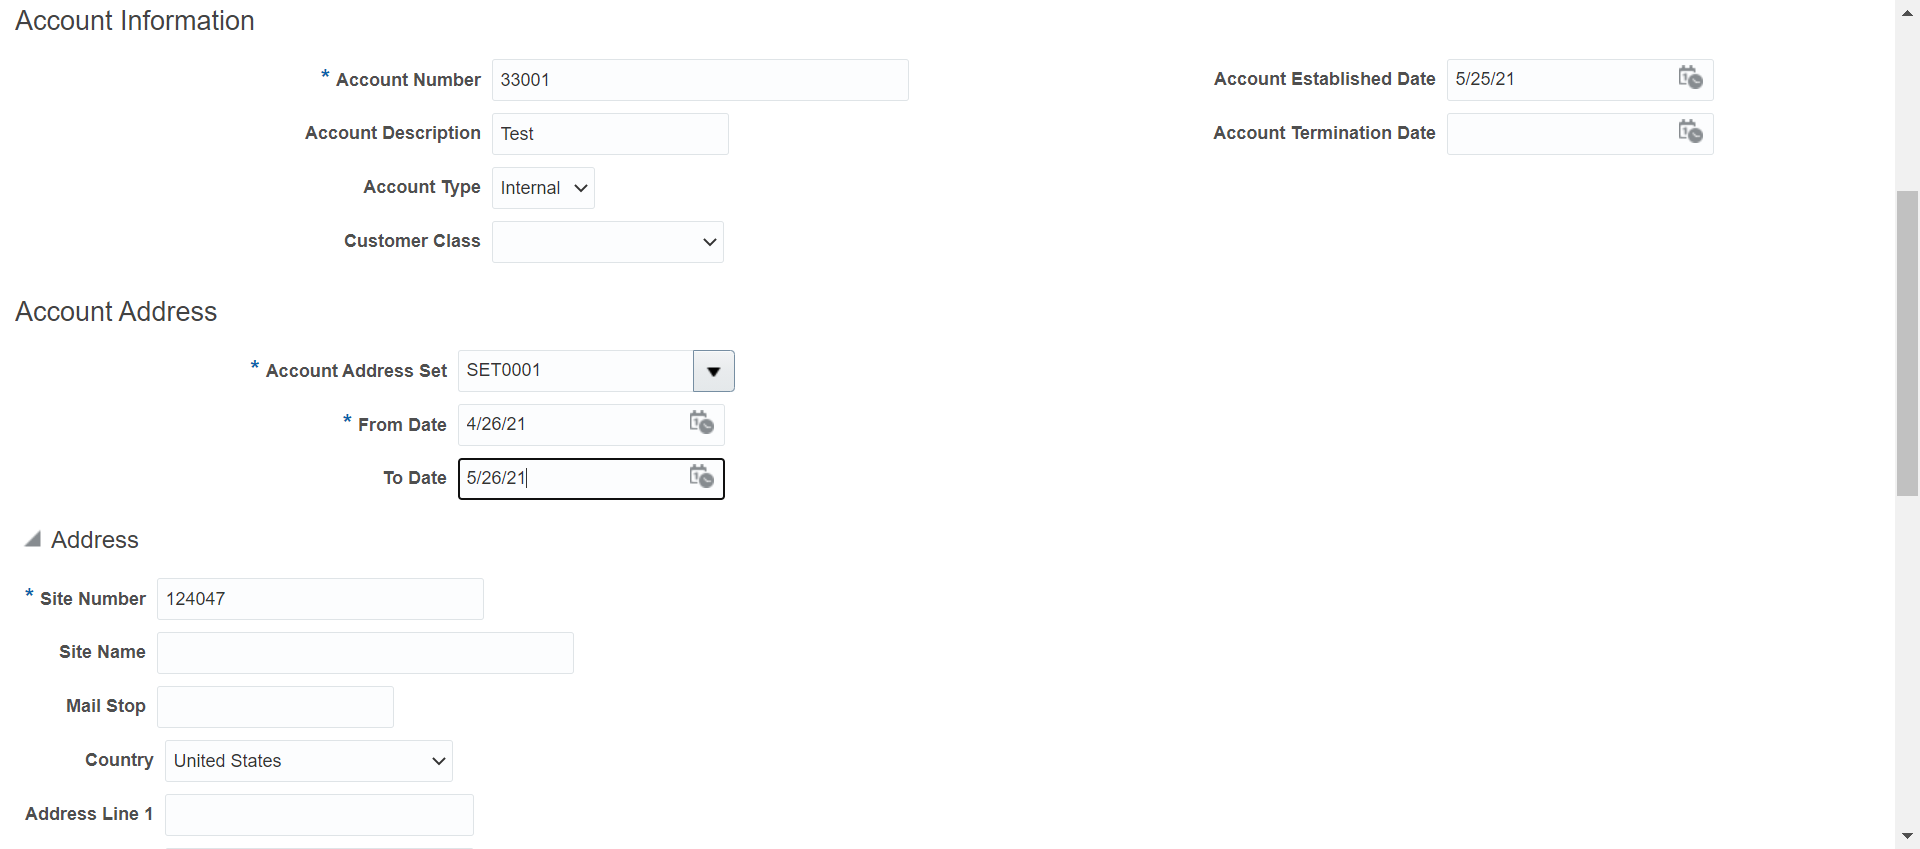 Account Information
* Account Number 33001
Account Established Date 5/25/21
Account Description Test
Account Termination Date
Account Type Internal
Customer Class
Account Address
* Account Address Set SET0001
* From Date 4/26/21
To Date 5/26/21
Address
* Site Number 124047
Site Name
Mail Stop
Country United States
Address Line 1